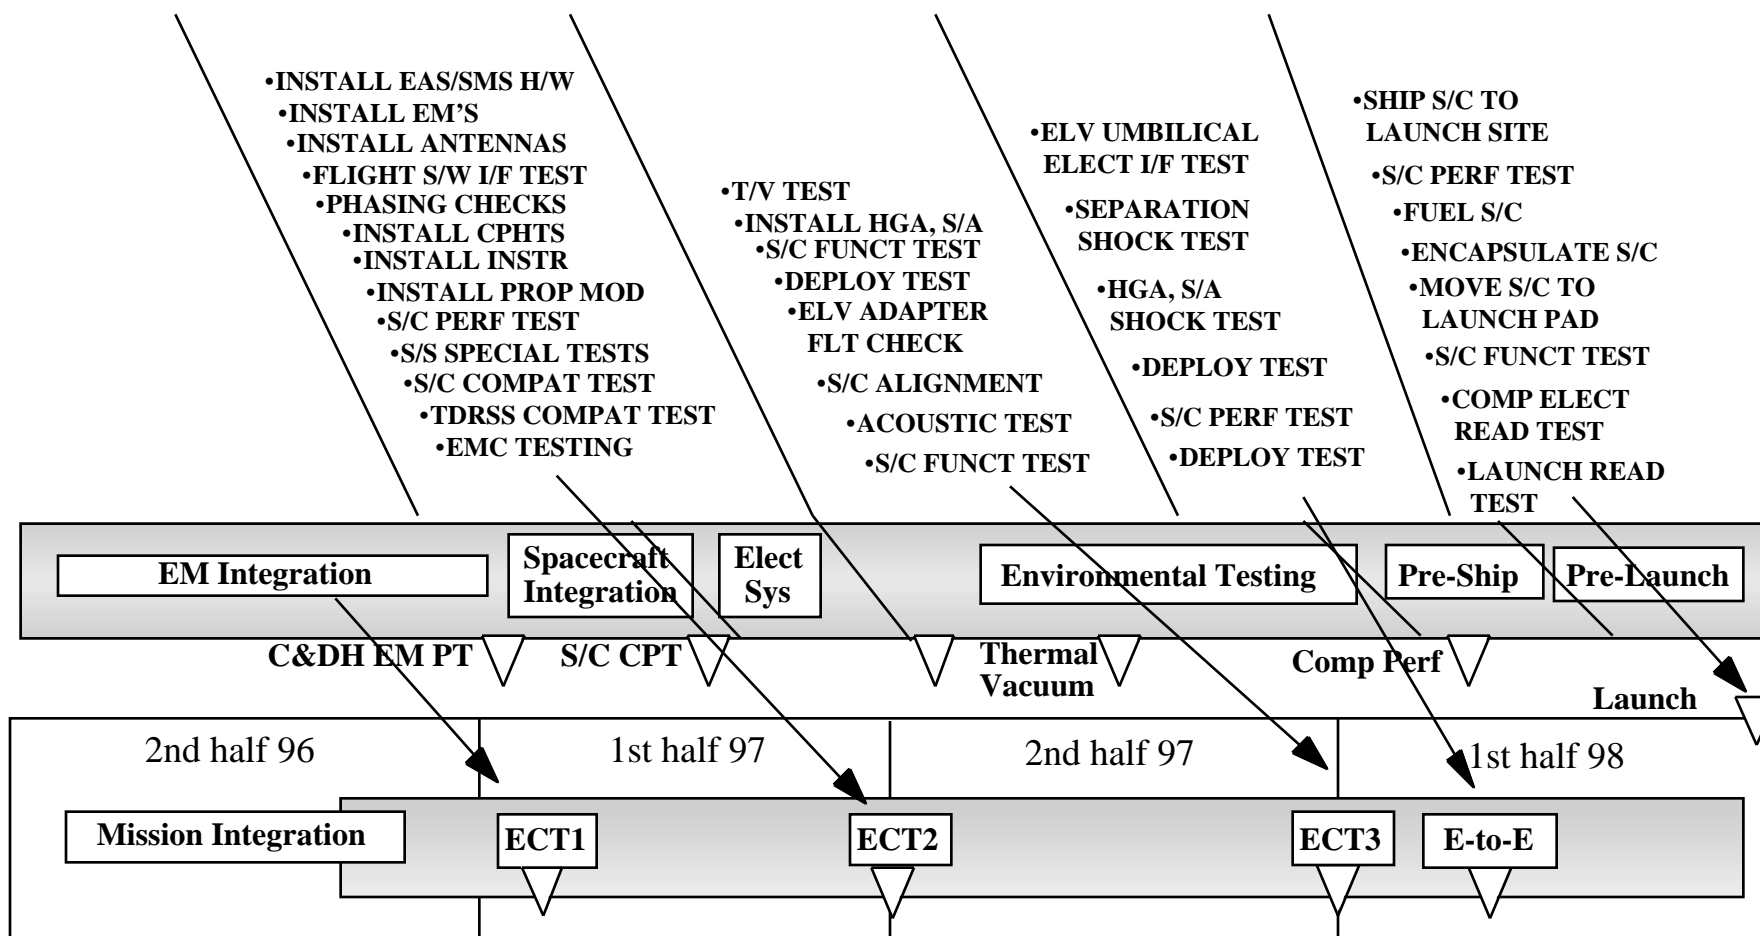 •INSTALL EAS/SMS H/W
•INSTALL EM'S
•INSTALL ANTENNAS
•FLIGHT S/W I/F TEST
•PHASING CHECKS
•INSTALL CPHTS
•INSTALL INSTR
•INSTALL PROP MOD
•S/C PERF TEST
•S/S SPECIAL TESTS
•S/C COMPAT TEST
•TDRSS COMPAT TEST
•EMC TESTING
•T/V TEST
•INSTALL HGA, S/A
•S/C FUNCT TEST
•DEPLOY TEST
•ELV ADAPTER
FLT CHECK
•S/C ALIGNMENT
•ACOUSTIC TEST
•S/C FUNCT TEST
•ELV UMBILICAL
ELECT I/F TEST
•SEPARATION
SHOCK TEST
•HGA, S/A
SHOCK TEST
•DEPLOY TEST
•S/C PERF TEST
•DEPLOY TEST
•SHIP S/C TO
LAUNCH SITE
•S/C PERF TEST
•FUEL S/C
•ENCAPSULATE S/C
•MOVE S/C TO
LAUNCH PAD
•S/C FUNCT TEST
•COMP ELECT
READ TEST
•LAUNCH READ
TEST
EM Integration
Spacecraft
Integration
Elect
Sys
Environmental Testing
Pre-Ship
Pre-Launch
C&DH EM PT
S/C CPT
Thermal
Vacuum
Comp Perf
Launch
2nd half 96
1st half 97
2nd half 97
1st half 98
Mission Integration
ECT1
ECT2
ECT3
E-to-E